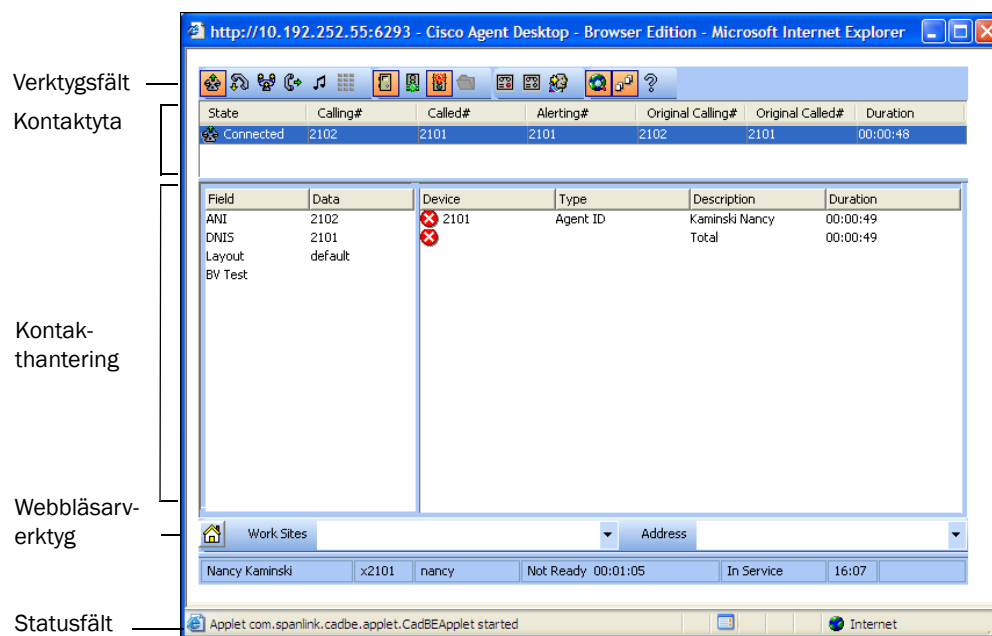 http://10.192.252.55:6293 - Cisco Agent Desktop - Browser Edition - Microsoft Internet Explorer
Verktygsfält
Kontaktyta
State Calling# Called# Alerting# Original Calling# Original Called# Duration
Connected 2102 2101 2101 2102 2101 00:00:48
Field Data Device Type Description Duration
ANI 2102 2101 Agent ID Kaminski Nancy 00:00:49
DNIS 2101 Total 00:00:49
Layout default
BV Test
Kontak-
thantering
Webbläsarv-
erktyg
Work Sites Address
Nancy Kaminski x2101 nancy Not Ready 00:01:05 In Service 16:07
Statusfält
Applet com.spanlink.cadbe.applet.CadBEApplet started Internet